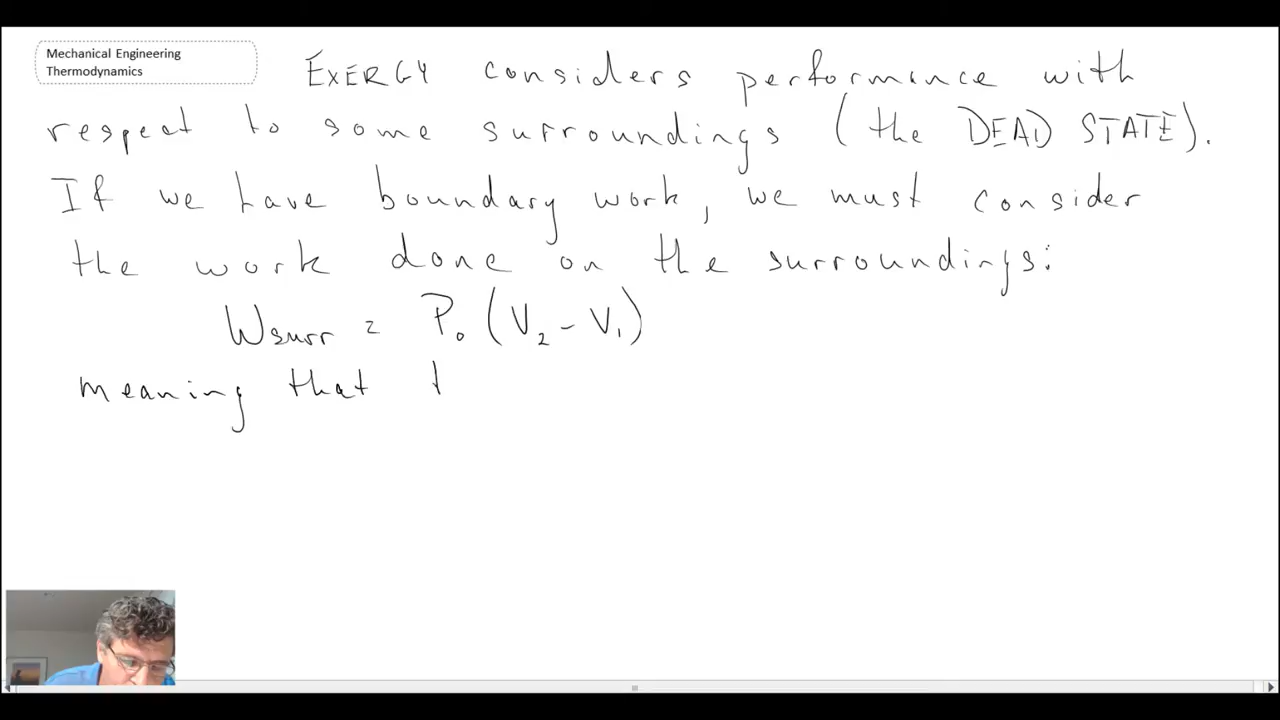 Mechanical Engineering
Thermodynamics
EXERGY considers performance with
respect to some surroundings (the DEAD STATE).
If we have boundary work, we must consider
the work done on the surroundings:
Wsurr = P₀ (V₂ - V₁)
meaning that t